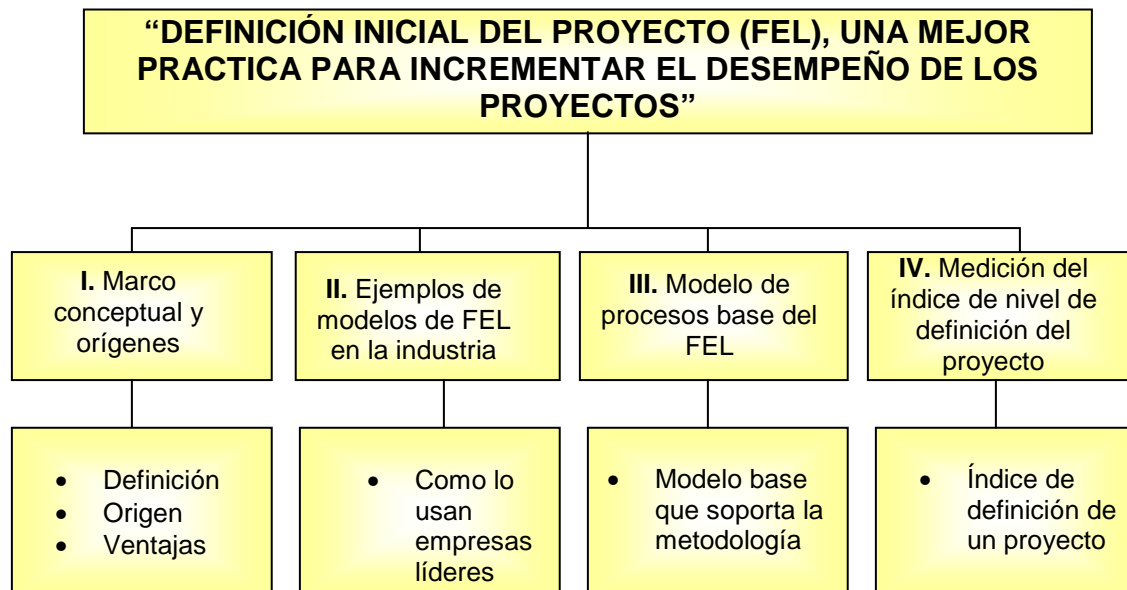 “DEFINICIÓN INICIAL DEL PROYECTO (FEL), UNA MEJOR
PRACTICA PARA INCREMENTAR EL DESEMPEÑO DE LOS
PROYECTOS”
I. Marco
conceptual y
orígenes
II. Ejemplos de
modelos de FEL
en la industria
III. Modelo de
procesos base del
FEL
IV. Medición del
índice de nivel de
definición del
proyecto
• Definición
• Origen
• Ventajas
• Como lo
usan
empresas
líderes
• Modelo base
que soporta la
metodología
• Índice de
definición de
un proyecto